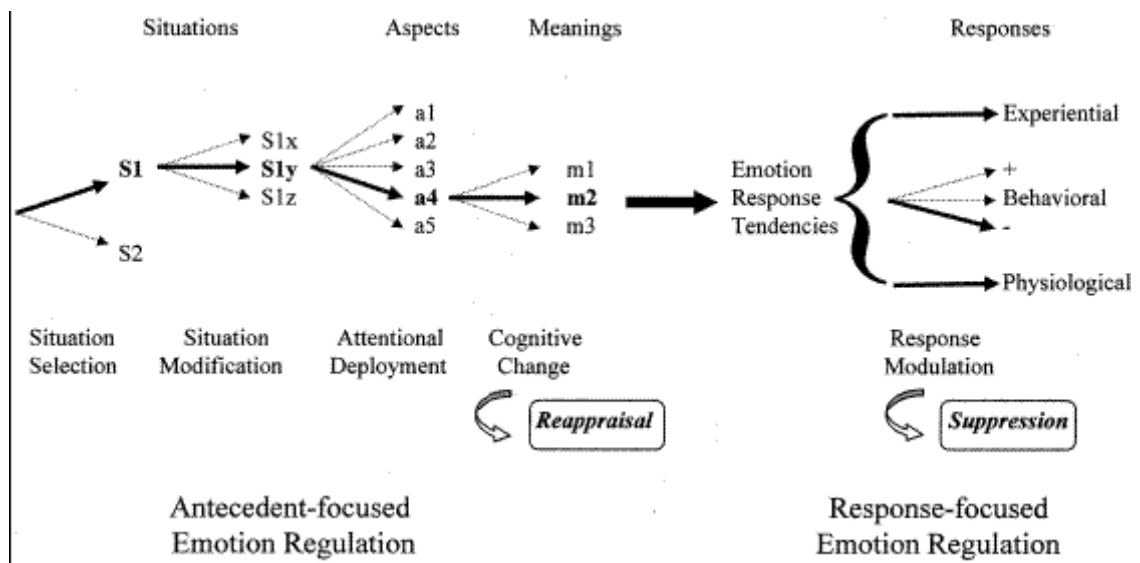 Situations Aspects Meanings Responses
a1
Experiential
S1x a2
+
S1 S1y a3 m1 Emotion
S1z a4 m2 Response Behavioral
a5 m3 Tendencies -
S2
Physiological
Situation Situation Attentional Cognitive Response
Selection Modification Deployment Change Modulation
Reappraisal Suppression
Antecedent-focused Response-focused
Emotion Regulation Emotion Regulation